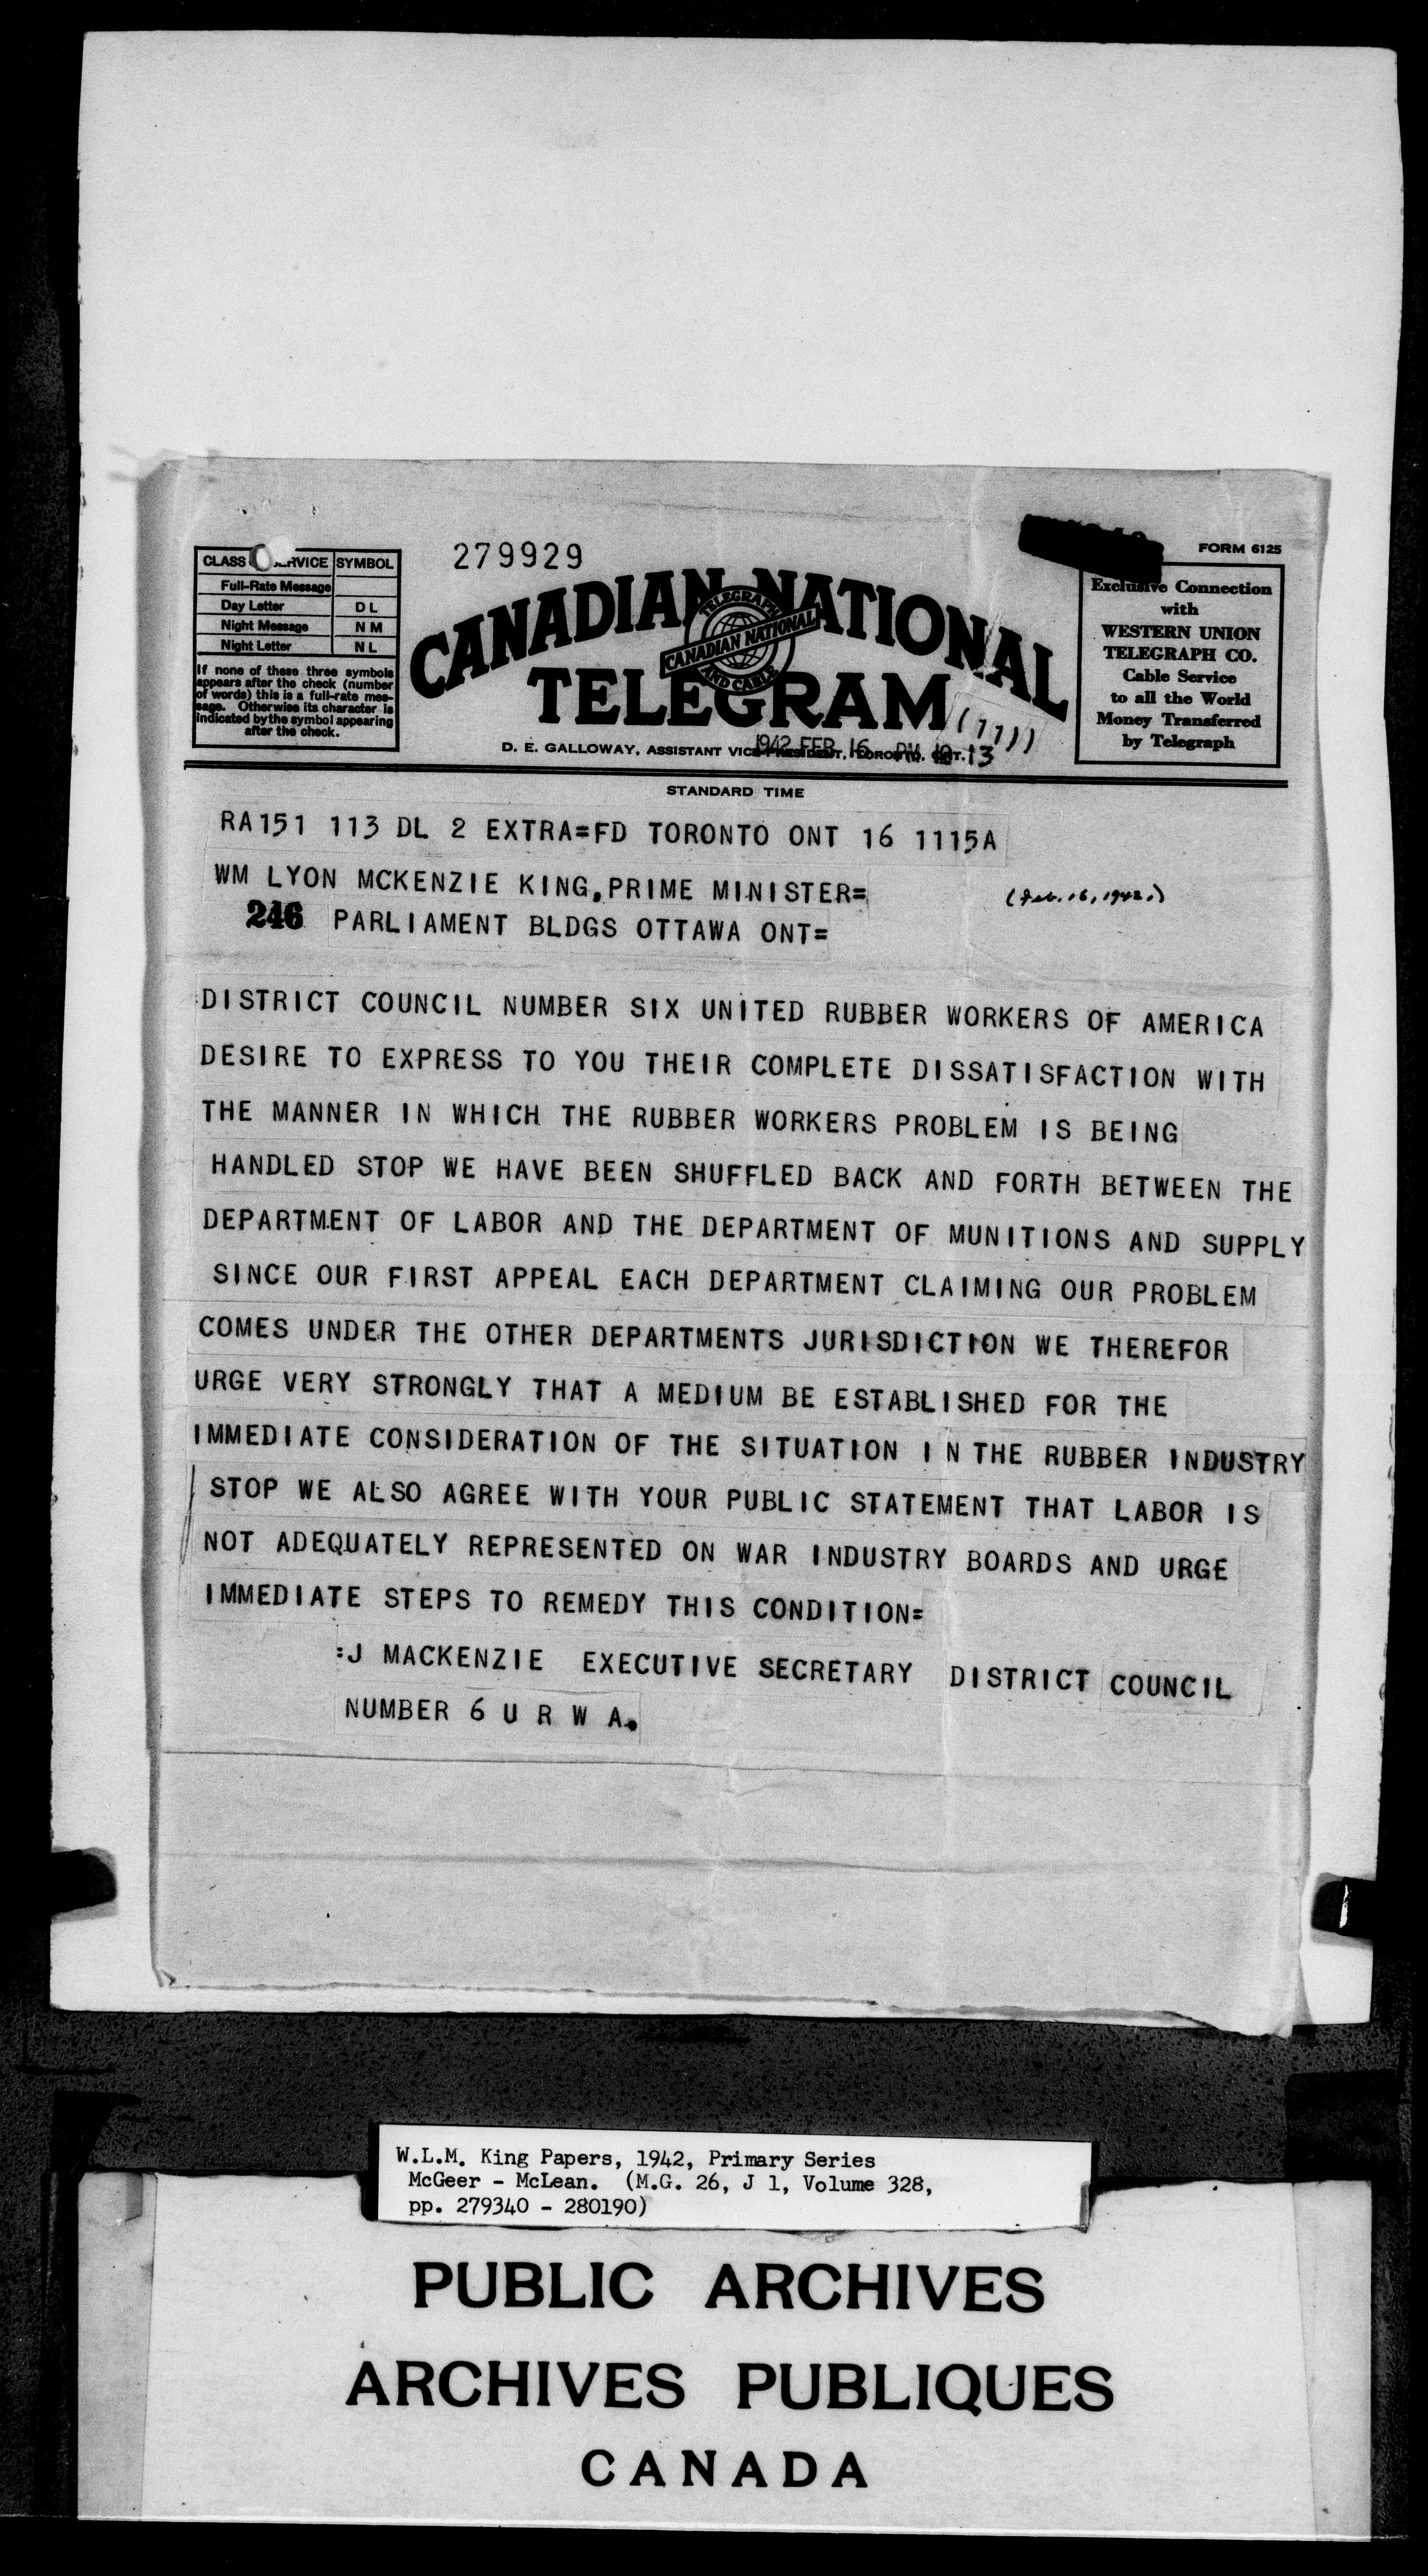 279929
FORM 6125
CLASS SERVICE SYMBOL
Full-Rate Message
Day Letter DL
Night Message NM
Night Letter NL
If none of these three symbols
appears after the check (number
of words) this is a full-rate mes-
sage. Otherwise its character is
indicated by the symbol appearing
after the check.
CANADIAN NATIONAL
TELEGRAPH
CANADIAN NATIONAL
AND CABLE
TELEGRAM
Exclusive Connection
with
WESTERN UNION
TELEGRAPH CO.
Cable Service
to all the World
Money Transferred
by Telegraph
D. E. GALLOWAY, ASSISTANT VICE-PRESIDENT, TORONTO, ONT.
1942 FEB 16 PM 13
STANDARD TIME
RA151 113 DL 2 EXTRA=FD TORONTO ONT 16 1115A
WM LYON MCKENZIE KING, PRIME MINISTER=
(Feb. 16, 1942.)
246 PARLIAMENT BLDGS OTTAWA ONT=
:DISTRICT COUNCIL NUMBER SIX UNITED RUBBER WORKERS OF AMERICA
DESIRE TO EXPRESS TO YOU THEIR COMPLETE DISSATISFACTION WITH
THE MANNER IN WHICH THE RUBBER WORKERS PROBLEM IS BEING
HANDLED STOP WE HAVE BEEN SHUFFLED BACK AND FORTH BETWEEN THE
DEPARTMENT OF LABOR AND THE DEPARTMENT OF MUNITIONS AND SUPPLY
SINCE OUR FIRST APPEAL EACH DEPARTMENT CLAIMING OUR PROBLEM
COMES UNDER THE OTHER DEPARTMENTS JURISDICTION WE THEREFOR
URGE VERY STRONGLY THAT A MEDIUM BE ESTABLISHED FOR THE
IMMEDIATE CONSIDERATION OF THE SITUATION IN THE RUBBER INDUSTRY
STOP WE ALSO AGREE WITH YOUR PUBLIC STATEMENT THAT LABOR IS
NOT ADEQUATELY REPRESENTED ON WAR INDUSTRY BOARDS AND URGE
IMMEDIATE STEPS TO REMEDY THIS CONDITION=
:J MACKENZIE EXECUTIVE SECRETARY DISTRICT COUNCIL
NUMBER 6 U R W A.
W.L.M. King Papers, 1942, Primary Series
McGeer - McLean. (M.G. 26, J 1, Volume 328,
pp. 279340 - 280190)
PUBLIC ARCHIVES
ARCHIVES PUBLIQUES
CANADA